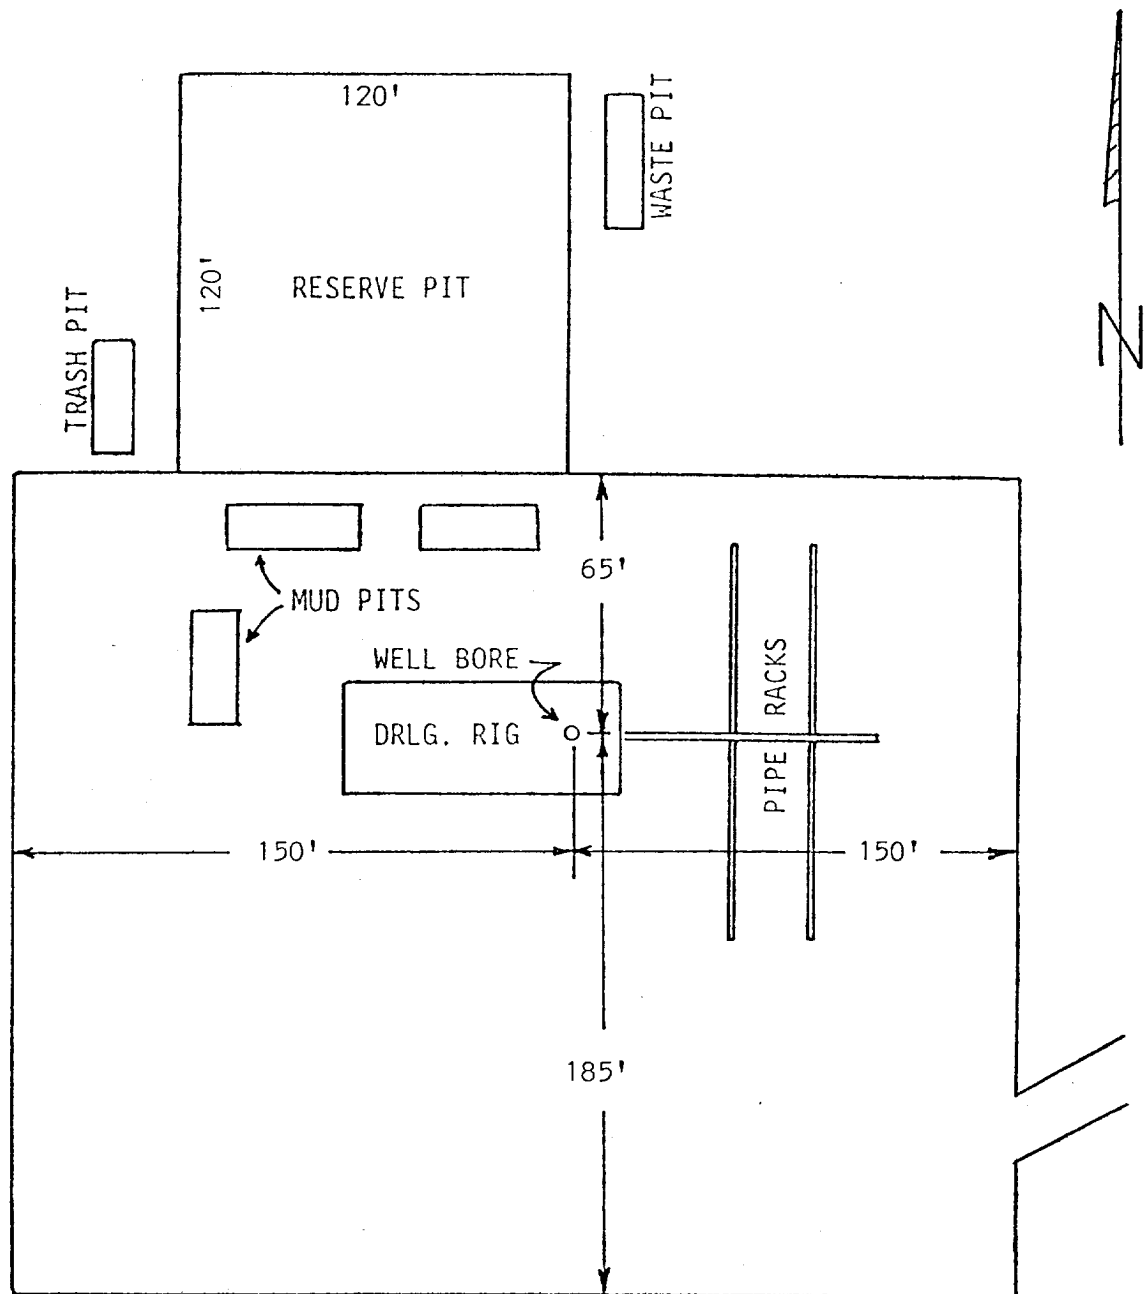 120'
WASTE PIT
120'
RESERVE PIT
TRASH PIT
N
65'
MUD PITS
WELL BORE
DRLG. RIG
PIPE RACKS
150'
150'
185'